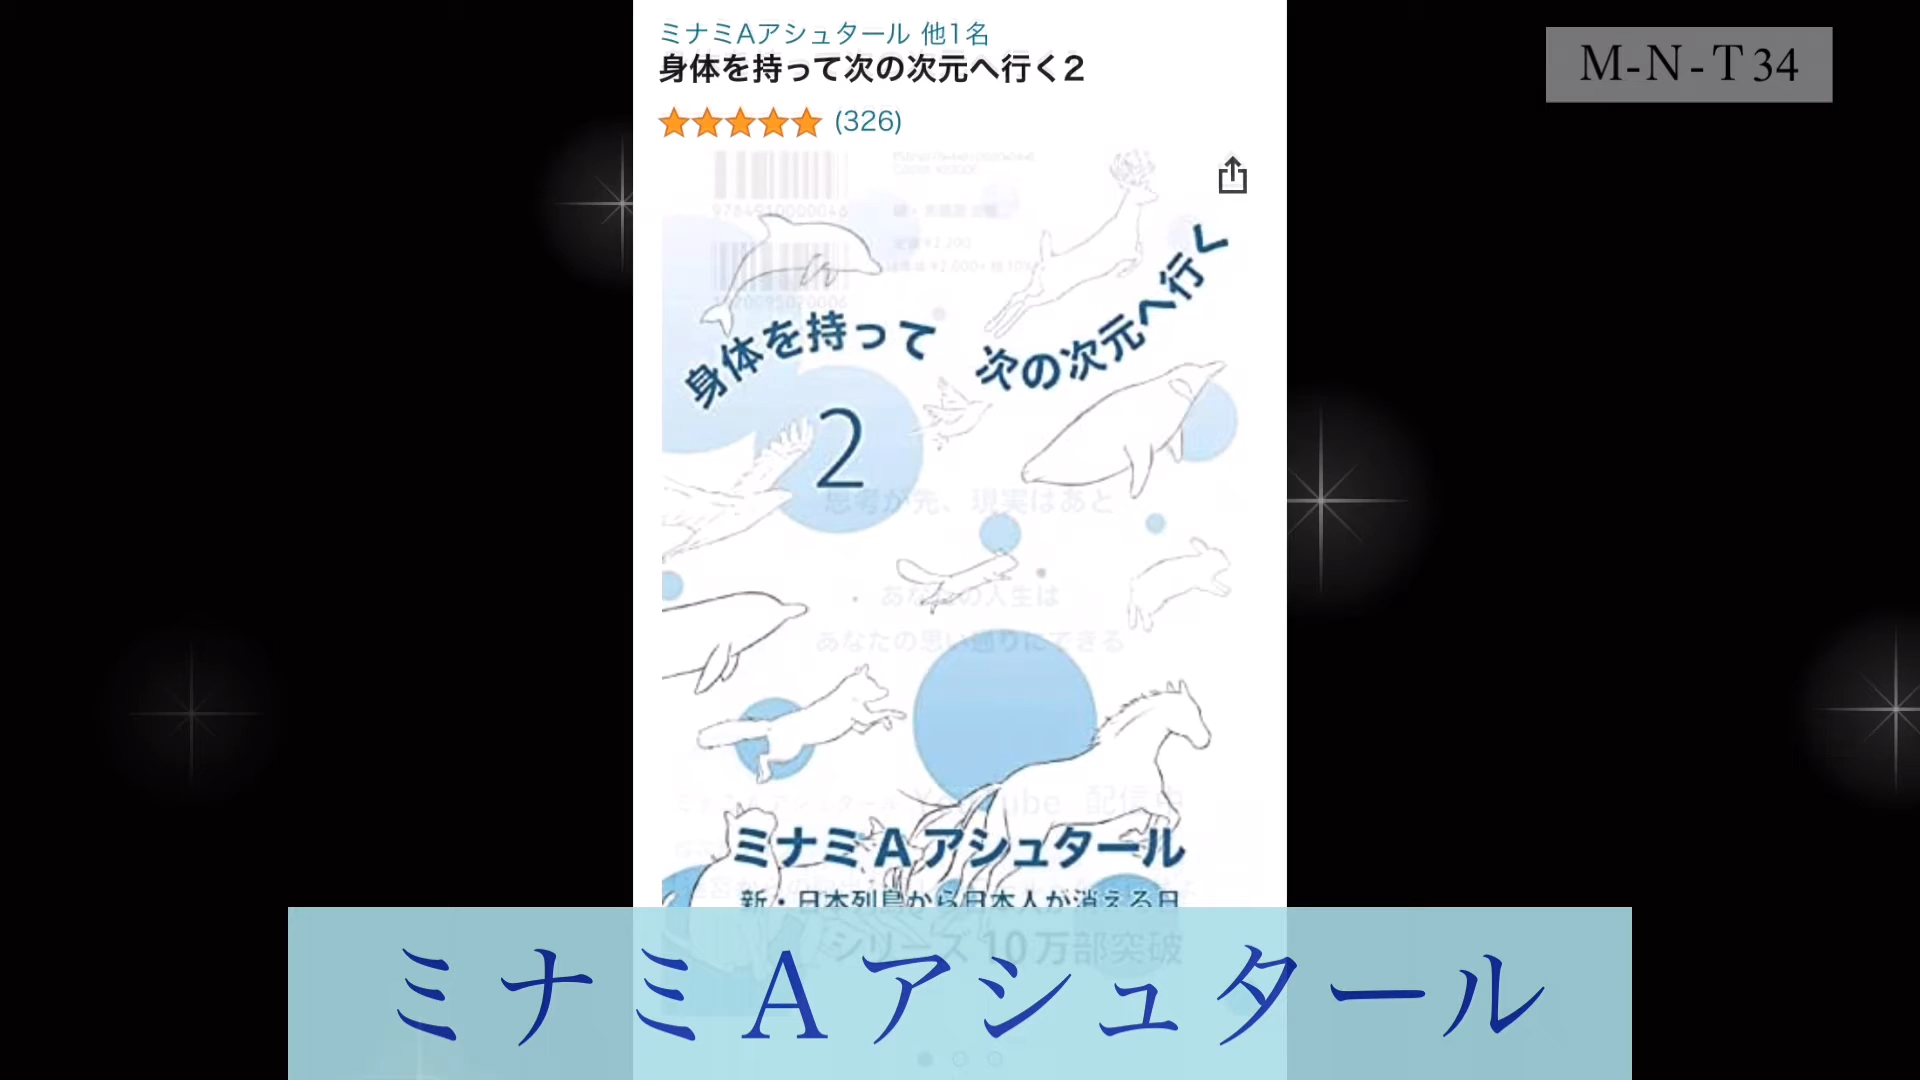 ミナミAアシュタール 他1名
身体を持って次の次元へ行く2
(326)
M-N-T34
9784910000046
身体を持って
次の次元へ行く
2
思考が先、現実はあと
あなたの人生は
あなたの思い通りにできる
ミナミAアシュタール
新・日本列島から日本人が消える日
シリーズ 10万部突破
ミナミAアシュタール